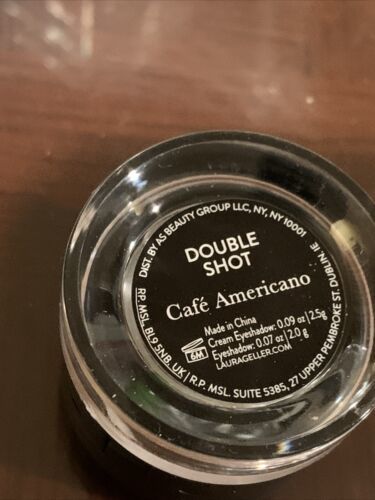 DIST. BY AS BEAUTY GROUP LLC, NY, NY 10001
RP. MSL, BL9 5NB. UK | R.P. MSL. SUITE 5385, 27 UPPER PEMBROKE ST. DUBLIN. IE
DOUBLE
SHOT
Café Americano
Made in China
Cream Eyeshadow: 0.09 oz | 2.5g
Eyeshadow: 0.07 oz | 2.0 g
LAURAGELLER.COM
6M